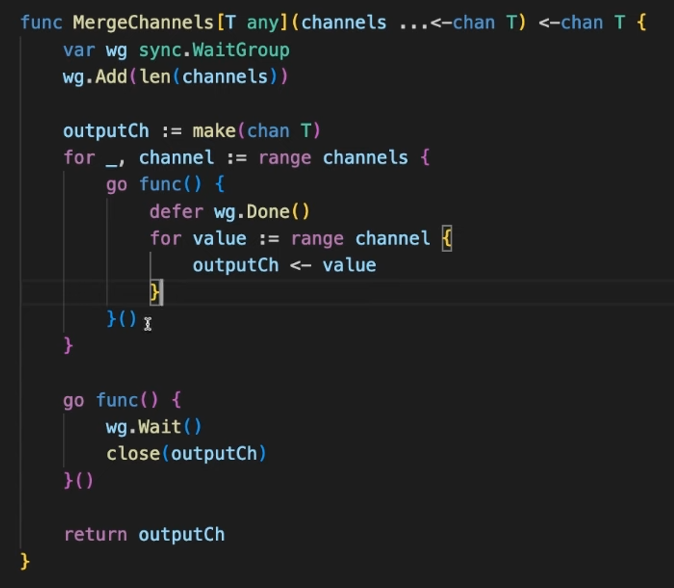 func MergeChannels[T any](channels ...<-chan T) <-chan T {
    var wg sync.WaitGroup
    wg.Add(len(channels))

    outputCh := make(chan T)
    for _, channel := range channels {
        go func() {
            defer wg.Done()
            for value := range channel {
                outputCh <- value
            }
        }()
    }

    go func() {
        wg.Wait()
        close(outputCh)
    }()

    return outputCh
}